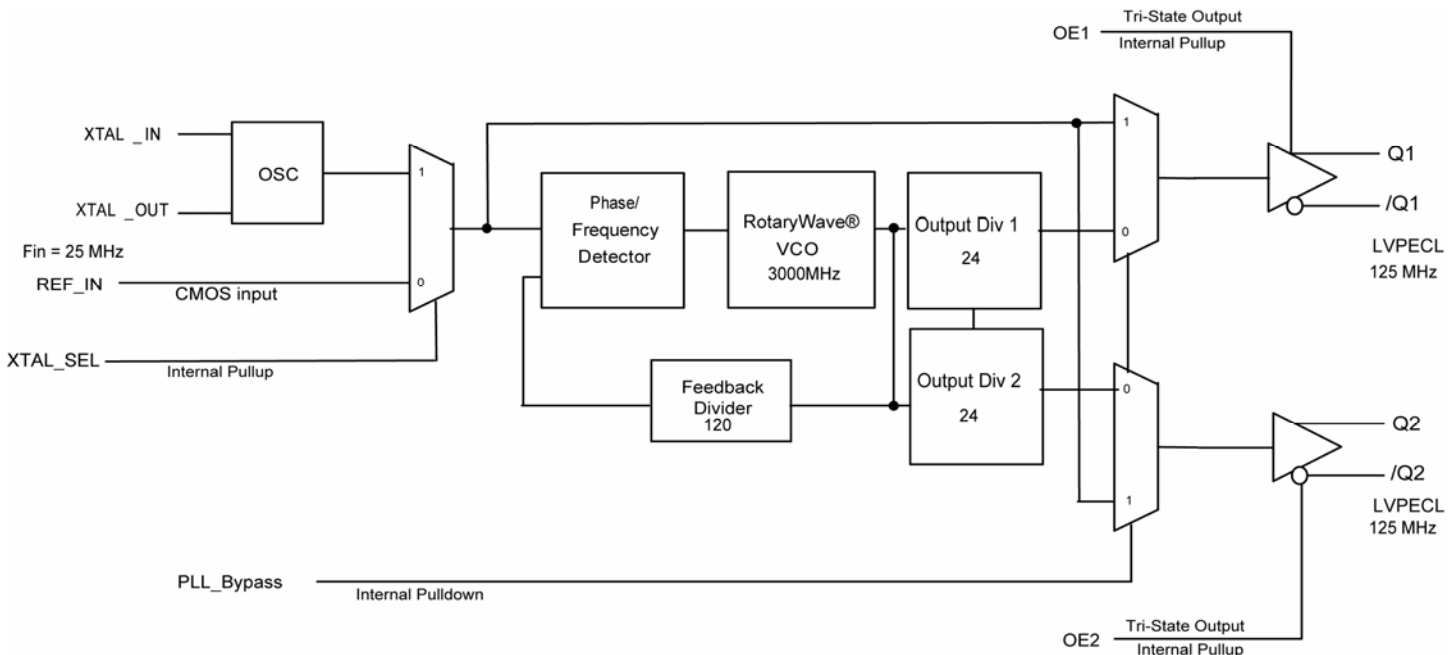 Tri-State Output
OE1
Internal Pullup
XTAL _IN
OSC
XTAL _OUT
Fin = 25 MHz
REF_IN
CMOS input
XTAL_SEL
Internal Pullup
1
0
Phase/
Frequency
Detector
RotaryWave®
VCO
3000MHz
Output Div 1
24
Feedback
Divider
120
Output Div 2
24
1
0
0
1
Q1
/Q1
LVPECL
125 MHz
Q2
/Q2
LVPECL
125 MHz
PLL_Bypass
Internal Pulldown
Tri-State Output
OE2
Internal Pullup